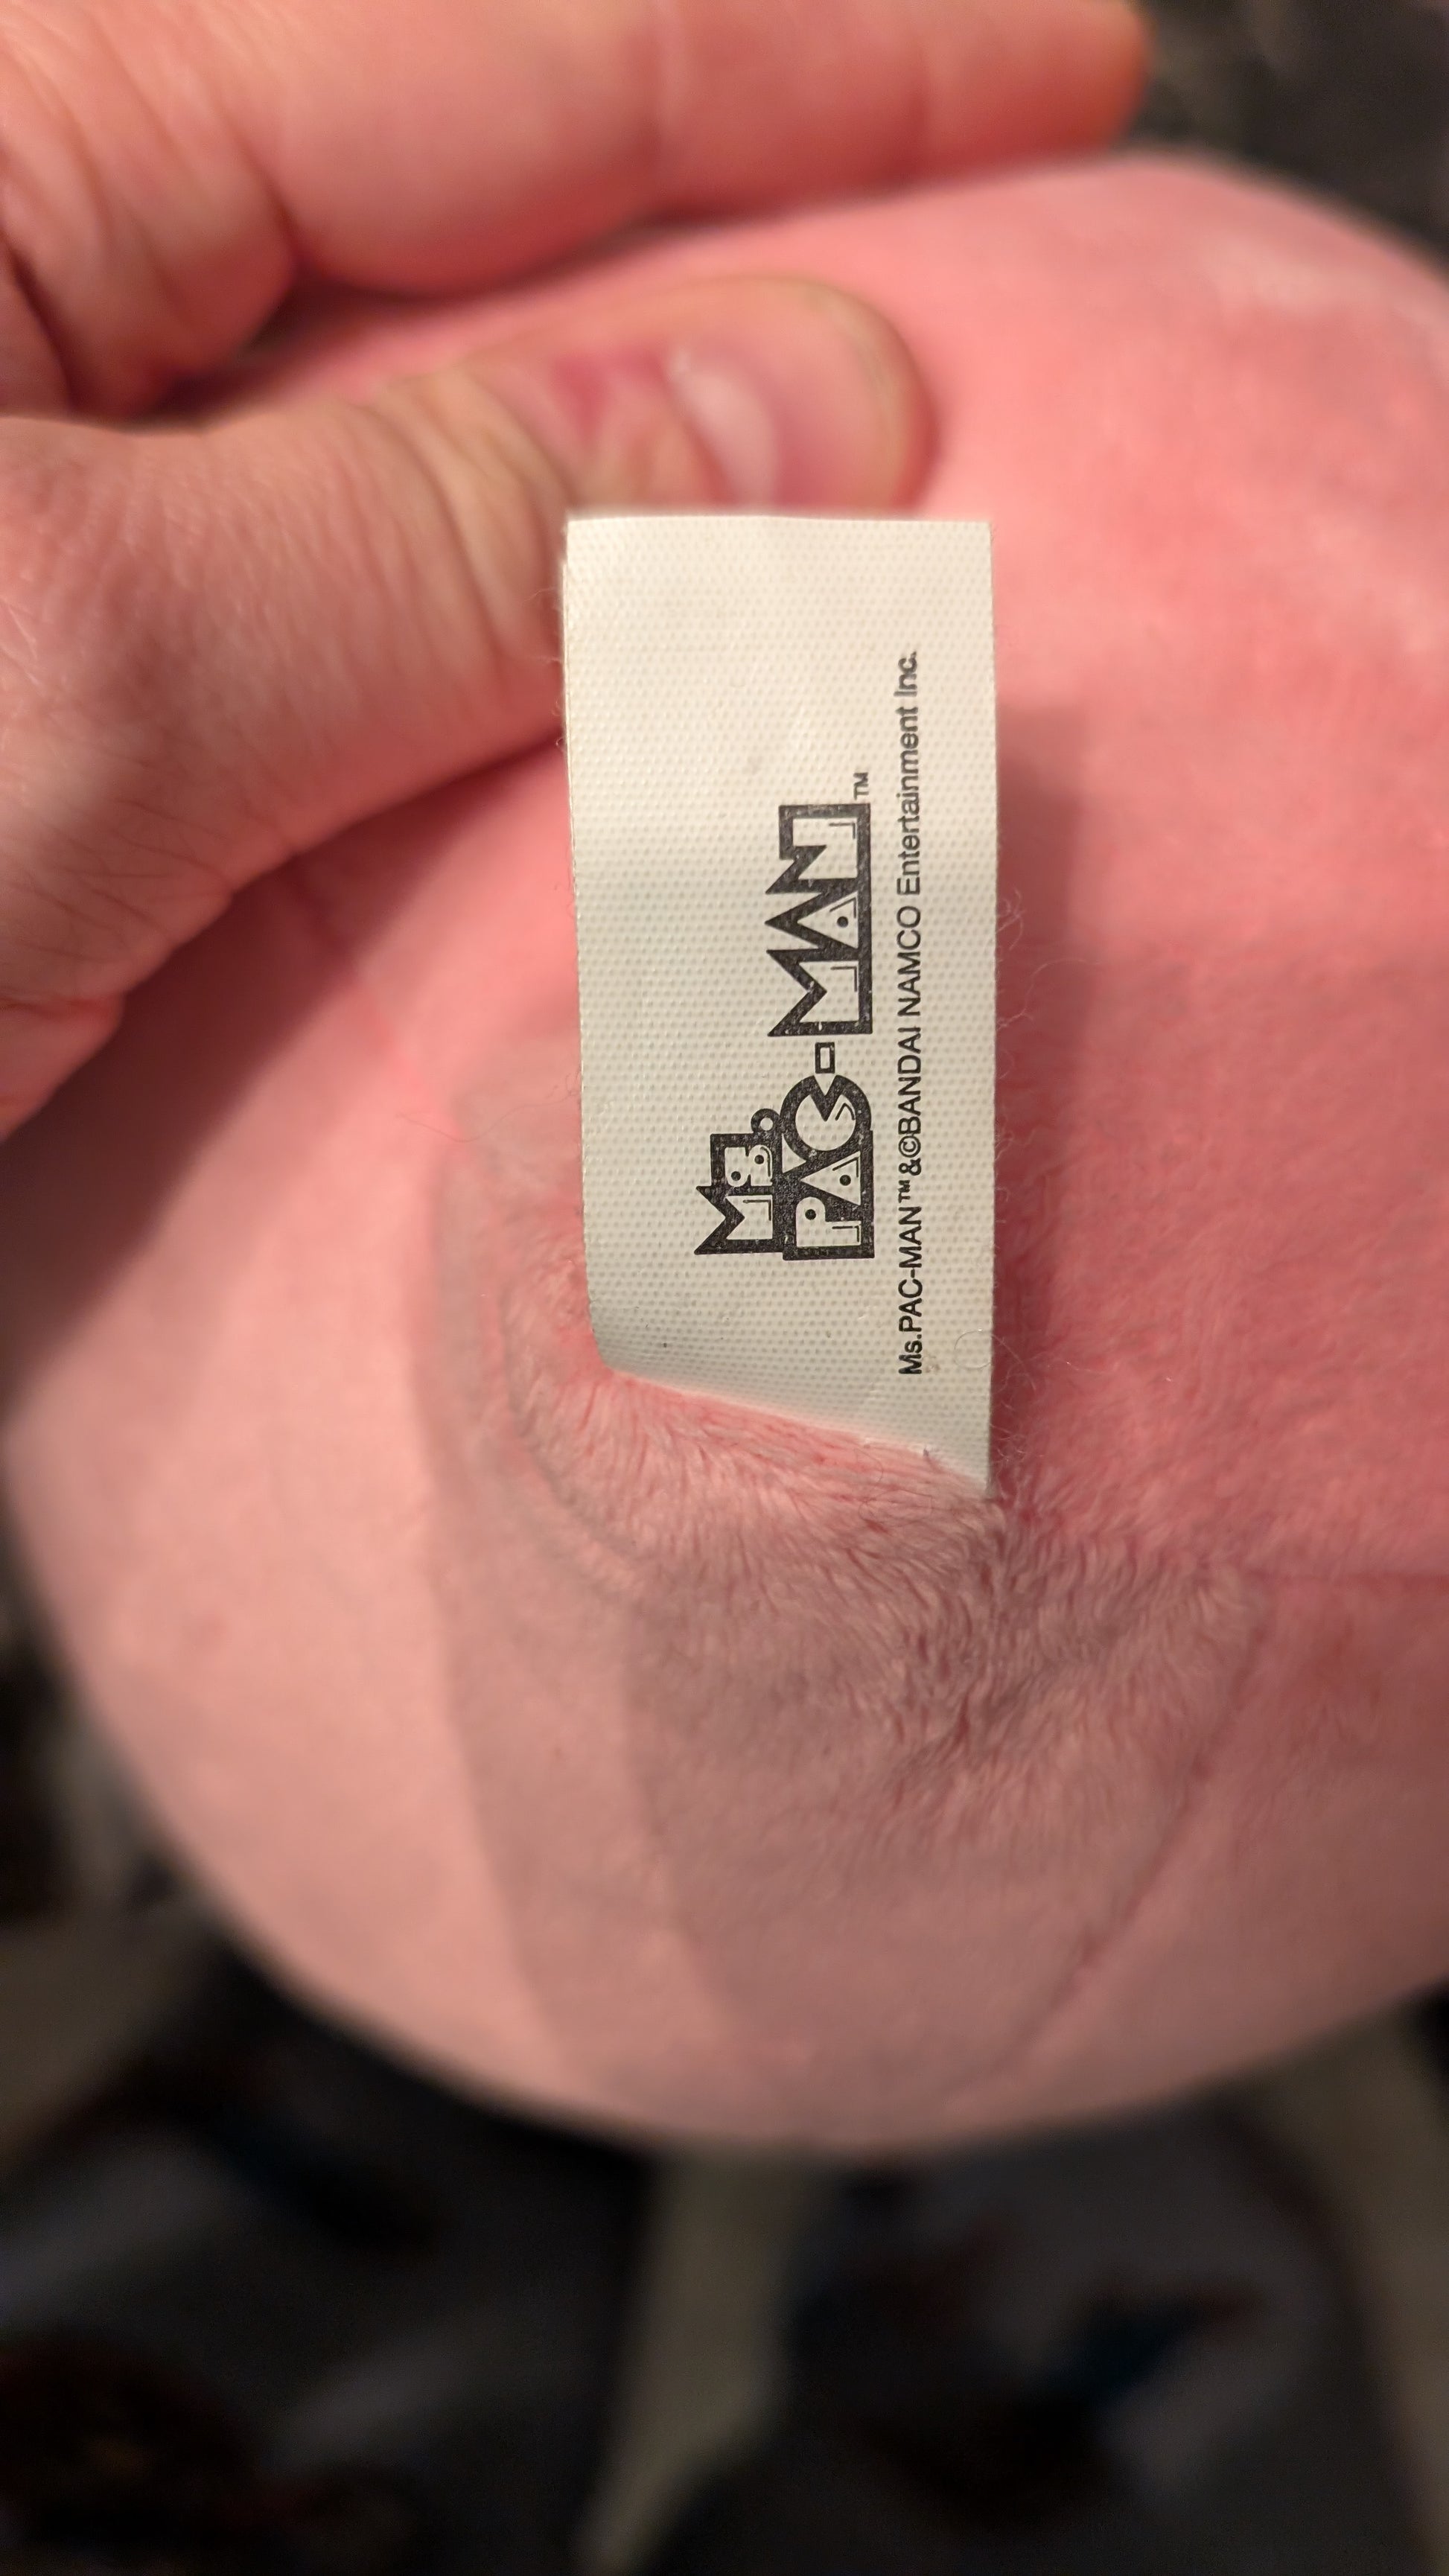 Ms.
PAC-MAN™
Ms.PAC-MAN™&©BANDAI NAMCO Entertainment Inc.